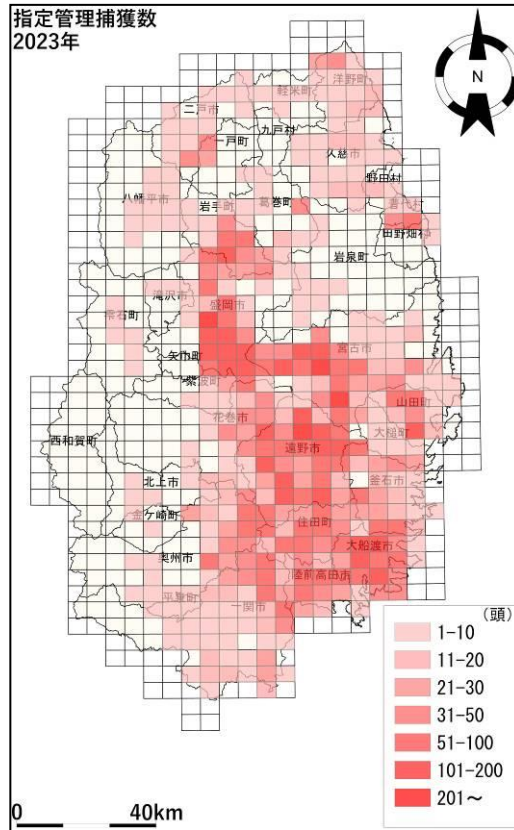 指定管理捕獲数
2023年
N
洋野町
軽米町
二戸市
九戸村
一戸町
久慈市
野田村
八幡平市
葛巻町
岩手町
普代村
田野畑村
岩泉町
滝沢市
盛岡市
雫石町
宮古市
矢巾町
紫波町
山田町
花巻市
大槌町
西和賀町
遠野市
北上市
釜石市
金ケ崎町
住田町
奥州市
大船渡市
陸前高田市
平泉町
一関市
(頭)
1-10
11-20
21-30
31-50
51-100
101-200
201～
0 40km